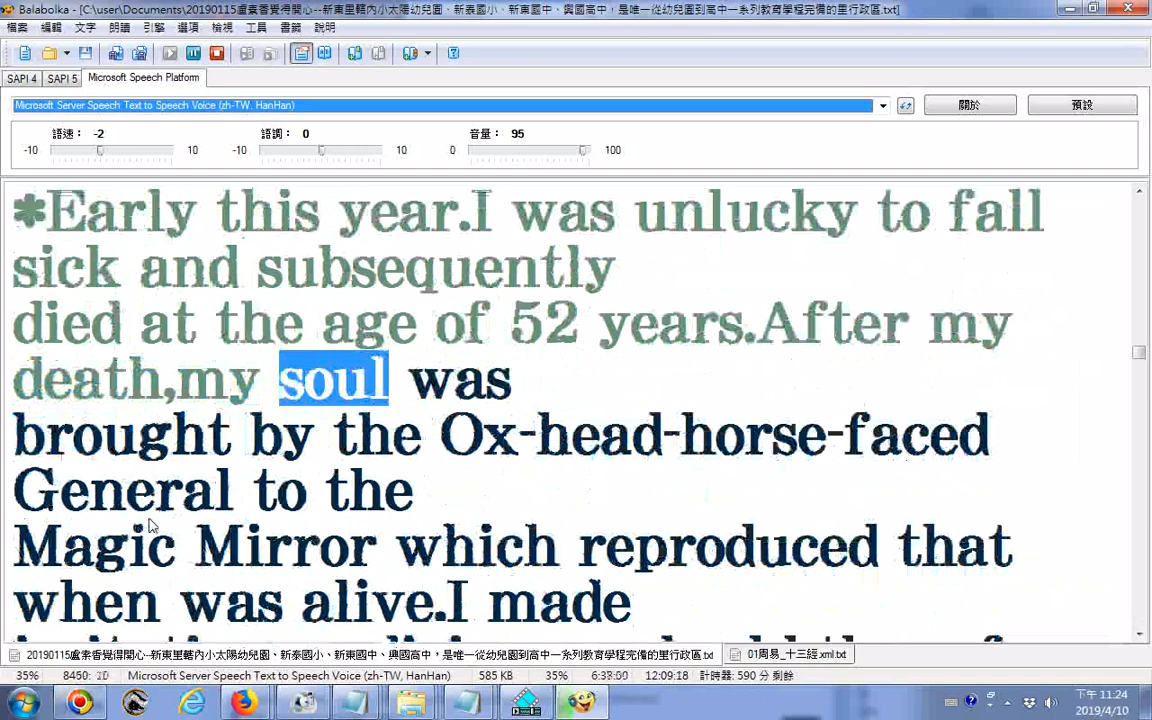 Balabolka - [C:\user\Documents\20190115盧素香覺得開心--新東里轄內小太陽幼兒園、新泰國小、新東國中、興國高中，是唯一從幼兒園到高中一系列教育學程完備的里行政區.txt]
檔案 編輯 文字 朗讀 引擎 選項 檢視 工具 書籤 說明
SAPI 4 SAPI 5 Microsoft Speech Platform
Microsoft Server Speech Text to Speech Voice (zh-TW, HanHan) 關於 預設
語速： -2 語調： 0 音量： 95
-10 10 -10 10 0 100
*Early this year.I was unlucky to fall
sick and subsequently
died at the age of 52 years.After my
death,my soul was
brought by the Ox-head-horse-faced
General to the
Magic Mirror which reproduced that
when was alive.I made
20190115盧素香覺得開心--新東里轄內小太陽幼兒園、新泰國小、新東國中、興國高中，是唯一從幼兒園到高中一系列教育學程完備的里行政區.txt 01周易_十三經.xml.txt
35% Microsoft Server Speech Text to Speech Voice (zh-TW, HanHan) 585 KB 35% 12:09:18 計時器： 590 分 剩餘
下午 11:24
2019/4/10